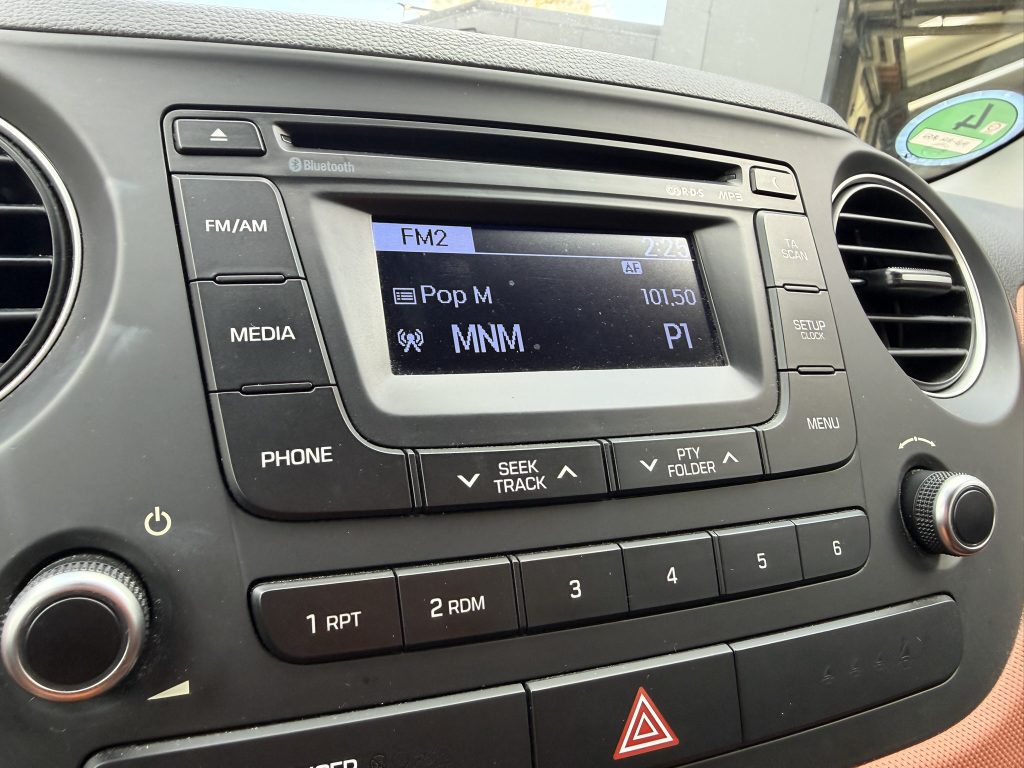 Bluetooth
R·D·S
MP3
FM/AM
MEDIA
PHONE
FM2
2:25
AF
Pop M
101.50
MNM
P1
TA
SCAN
SETUP
CLOCK
MENU
SEEK
TRACK
PTY
FOLDER
1 RPT
2 RDM
3
4
5
6